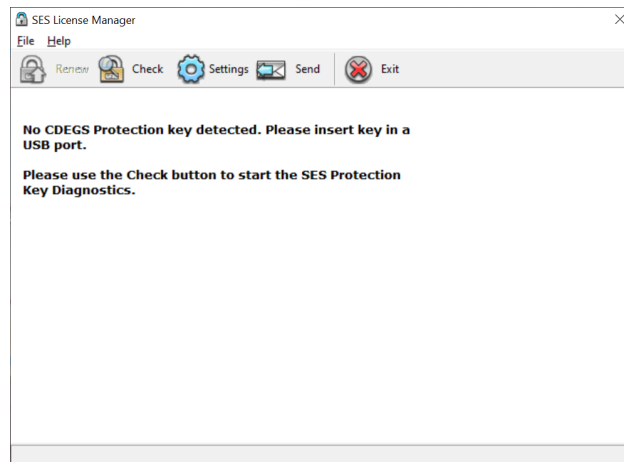 SES License Manager
File Help
Renew Check Settings Send Exit
No CDEGS Protection key detected. Please insert key in a
USB port.
Please use the Check button to start the SES Protection
Key Diagnostics.